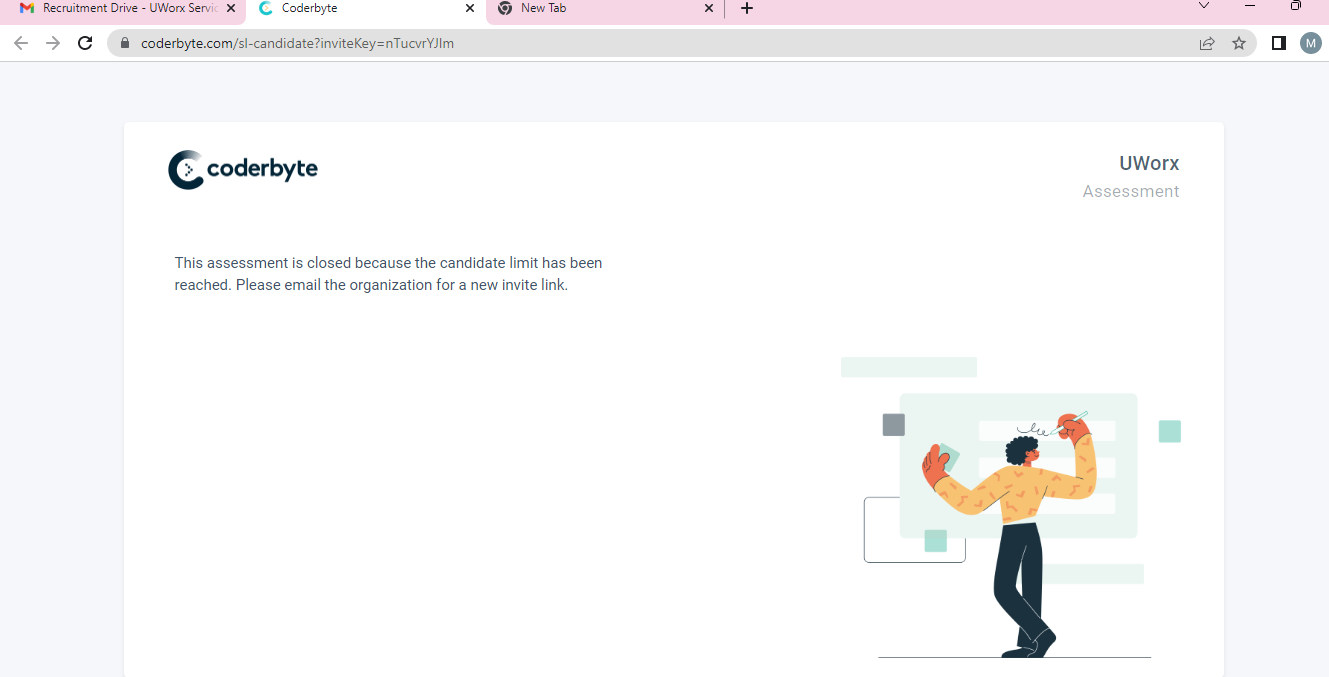 Recruitment Drive - UWorx Servic
Coderbyte
New Tab
coderbyte.com/sl-candidate?inviteKey=nTucvrYJIm
M
coderbyte
UWorx
Assessment
This assessment is closed because the candidate limit has been
reached. Please email the organization for a new invite link.